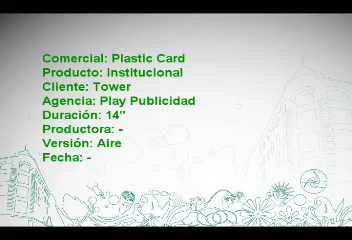 Comercial: Plastic Card
Producto: Institucional
Cliente: Tower
Agencia: Play Publicidad
Duración: 14"
Productora: -
Versión: Aire
Fecha: -